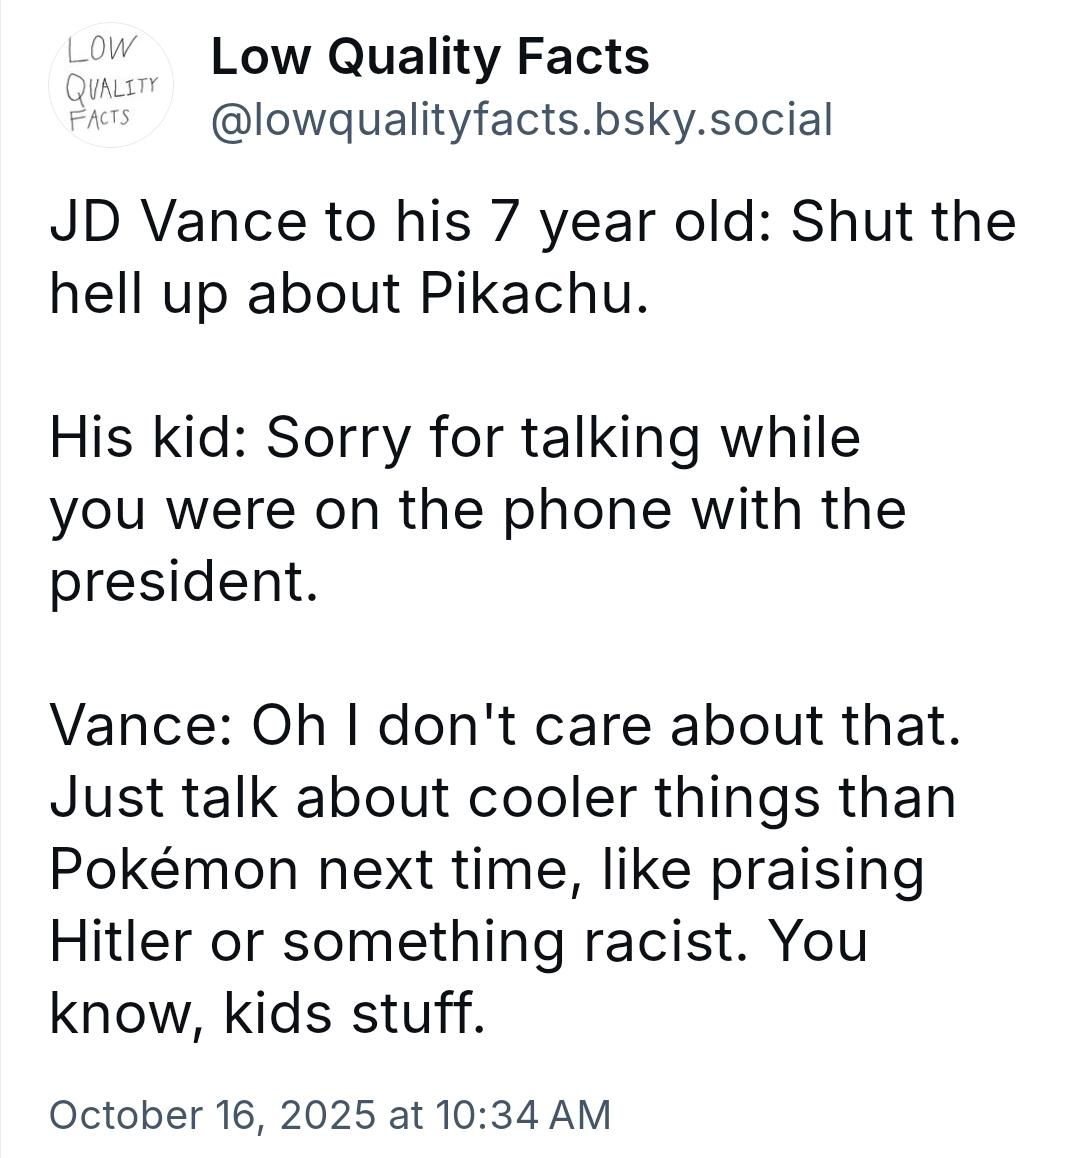 LOW
QUALITY
FACTS
Low Quality Facts
@lowqualityfacts.bsky.social
JD Vance to his 7 year old: Shut the
hell up about Pikachu.
His kid: Sorry for talking while
you were on the phone with the
president.
Vance: Oh I don't care about that.
Just talk about cooler things than
Pokémon next time, like praising
Hitler or something racist. You
know, kids stuff.
October 16, 2025 at 10:34 AM